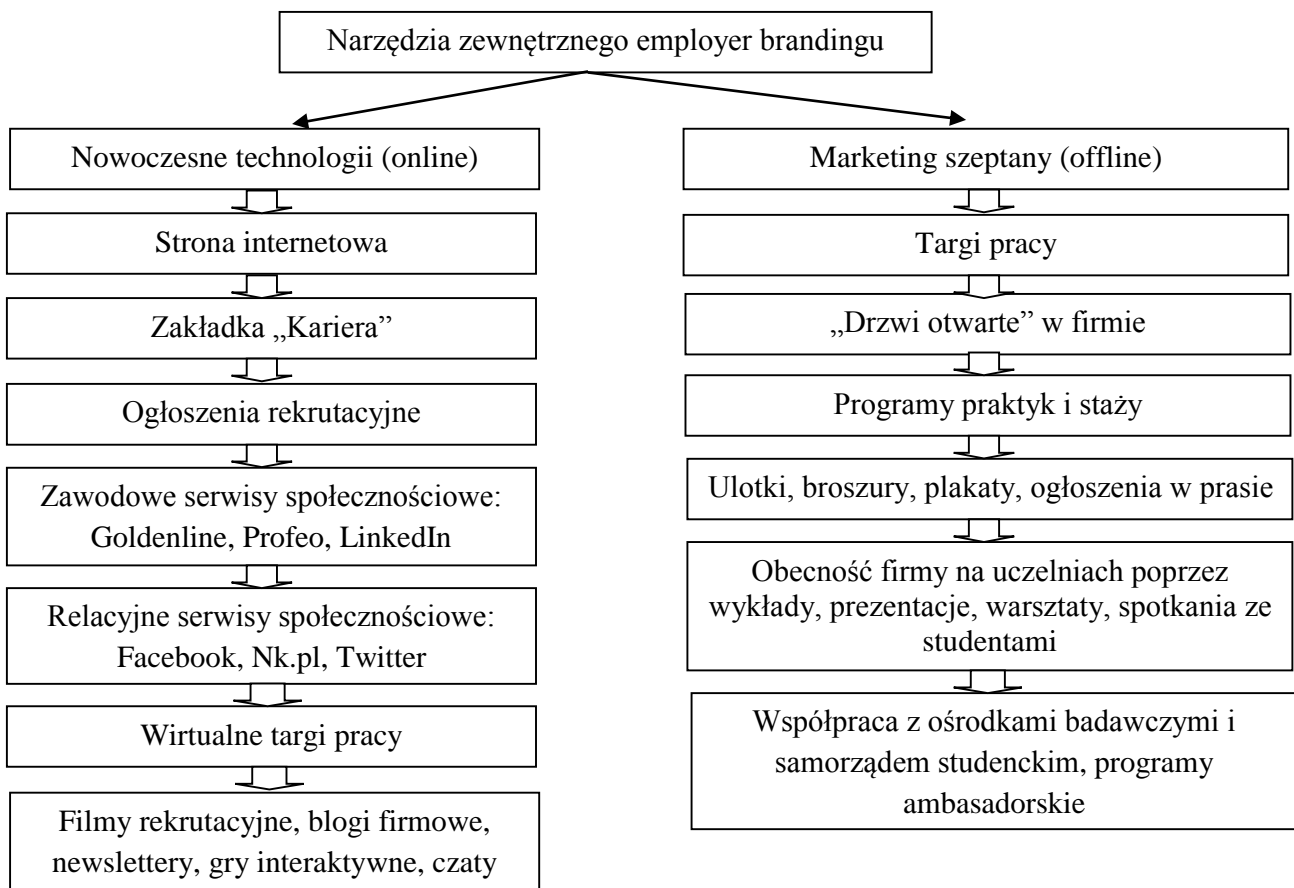 Narzędzia zewnętrznego employer brandingu
Nowoczesne technologii (online)
Strona internetowa
Zakładka „Kariera”
Ogłoszenia rekrutacyjne
Zawodowe serwisy społecznościowe:
Goldenline, Profeo, LinkedIn
Relacyjne serwisy społecznościowe:
Facebook, Nk.pl, Twitter
Wirtualne targi pracy
Filmy rekrutacyjne, blogi firmowe,
newslettery, gry interaktywne, czaty
Marketing szeptany (offline)
Targi pracy
„Drzwi otwarte” w firmie
Programy praktyk i staży
Ulotki, broszury, plakaty, ogłoszenia w prasie
Obecność firmy na uczelniach poprzez
wykłady, prezentacje, warsztaty, spotkania ze
studentami
Współpraca z ośrodkami badawczymi i
samorządem studenckim, programy
ambasadorskie